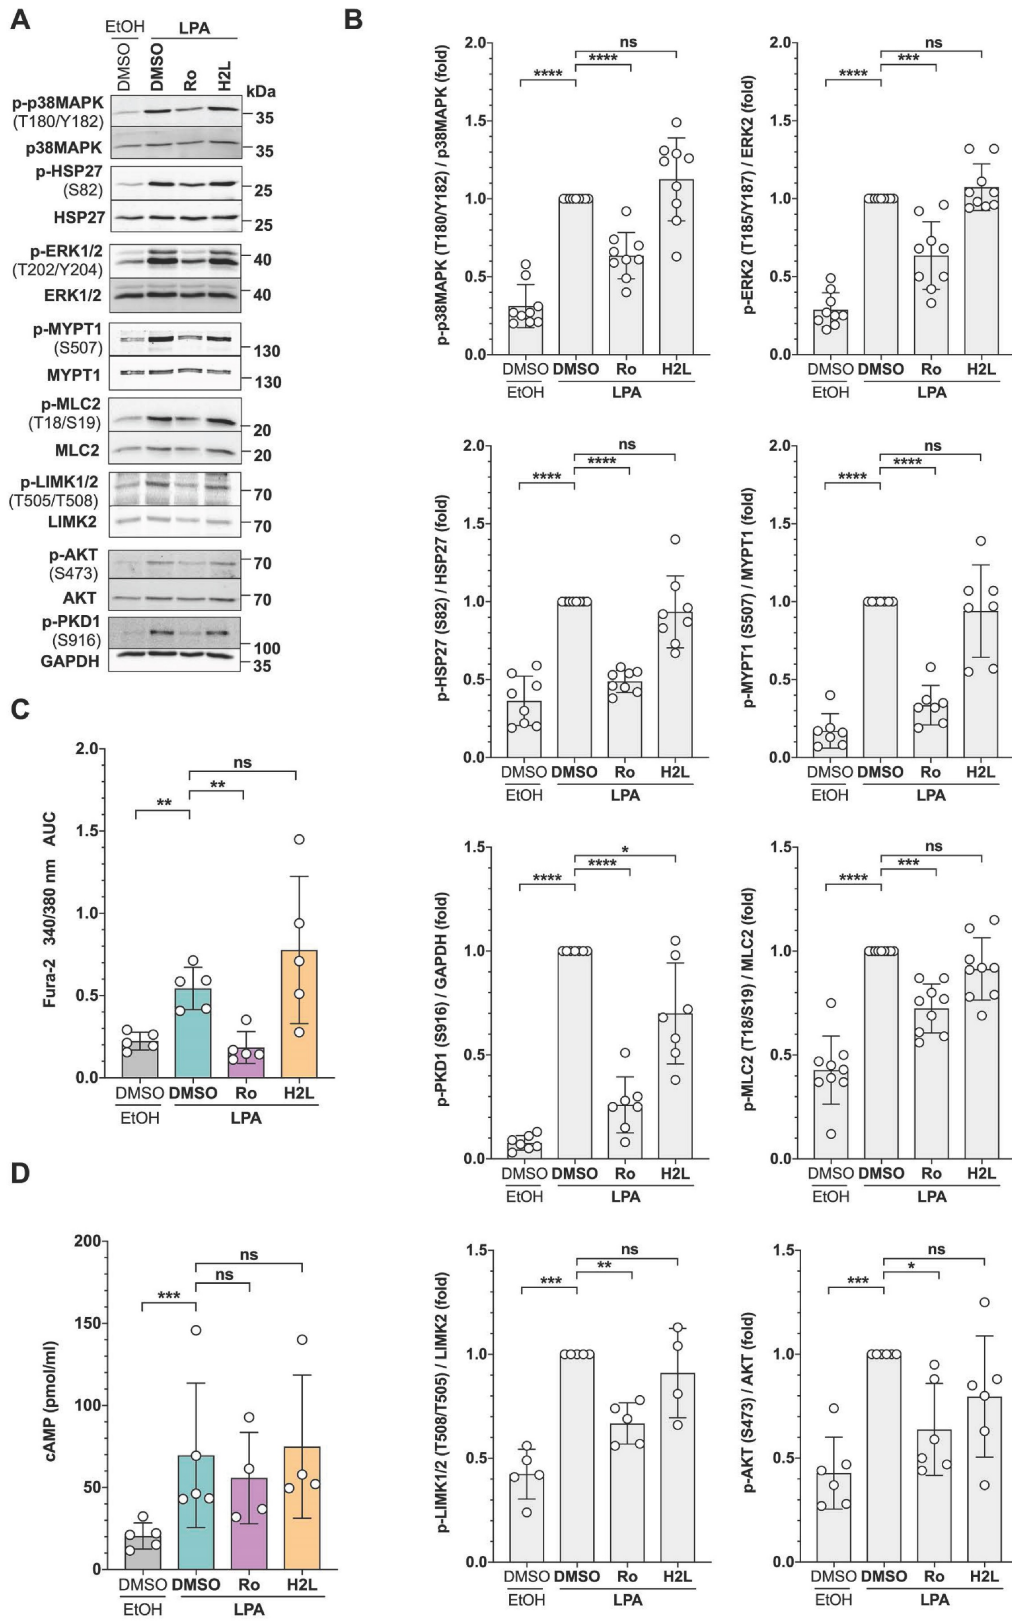 A
EtOH
LPA
DMSO
DMSO
Ro
H2L
kDa
p-p38MAPK
(T180/Y182)
35
p38MAPK
35
p-HSP27
(S82)
25
HSP27
25
p-ERK1/2
(T202/Y204)
40
ERK1/2
40
p-MYPT1
(S507)
130
MYPT1
130
p-MLC2
(T18/S19)
20
MLC2
20
p-LIMK1/2
(T505/T508)
70
LIMK2
70
p-AKT
(S473)
70
AKT
70
p-PKD1
(S916)
100
GAPDH
35
B
p-p38MAPK (T180/Y182) / p38MAPK (fold)
2.0
1.5
1.0
0.5
0.0
****
****
ns
DMSO DMSO Ro H2L
EtOH LPA
p-ERK2 (T185/Y187) / ERK2 (fold)
2.0
1.5
1.0
0.5
0.0
****
***
ns
DMSO DMSO Ro H2L
EtOH LPA
p-HSP27 (S82) / HSP27 (fold)
2.0
1.5
1.0
0.5
0.0
****
****
ns
DMSO DMSO Ro H2L
EtOH LPA
p-MYPT1 (S507) / MYPT1 (fold)
2.0
1.5
1.0
0.5
0.0
****
****
ns
DMSO DMSO Ro H2L
EtOH LPA
p-PKD1 (S916) / GAPDH (fold)
1.5
1.0
0.5
0.0
****
****
*
DMSO DMSO Ro H2L
EtOH LPA
p-MLC2 (T18/S19) / MLC2 (fold)
1.5
1.0
0.5
0.0
****
***
ns
DMSO DMSO Ro H2L
EtOH LPA
p-LIMK1/2 (T508/T505) / LIMK2 (fold)
1.5
1.0
0.5
0.0
***
**
ns
DMSO DMSO Ro H2L
EtOH LPA
p-AKT (S473) / AKT (fold)
1.5
1.0
0.5
0.0
***
*
ns
DMSO DMSO Ro H2L
EtOH LPA
C
Fura-2 340/380 nm AUC
2.0
1.5
1.0
0.5
0.0
**
**
ns
DMSO DMSO Ro H2L
EtOH LPA
D
cAMP (pmol/ml)
200
150
100
50
0
***
ns
ns
DMSO DMSO Ro H2L
EtOH LPA